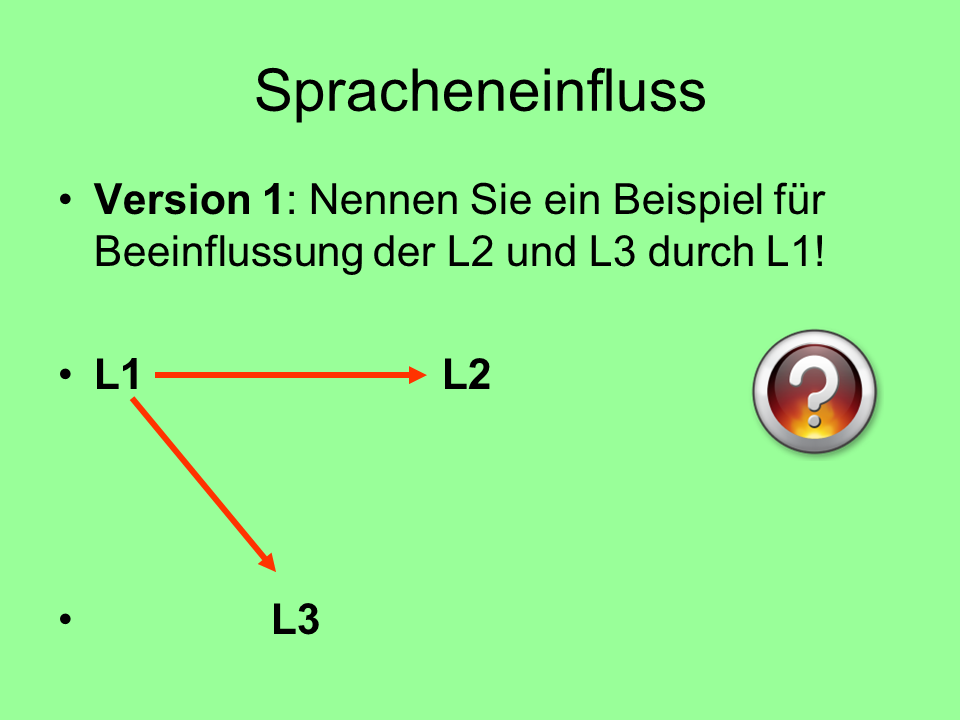 Spracheneinfluss
• Version 1: Nennen Sie ein Beispiel für
Beeinflussung der L2 und L3 durch L1!
• L1 L2
• L3